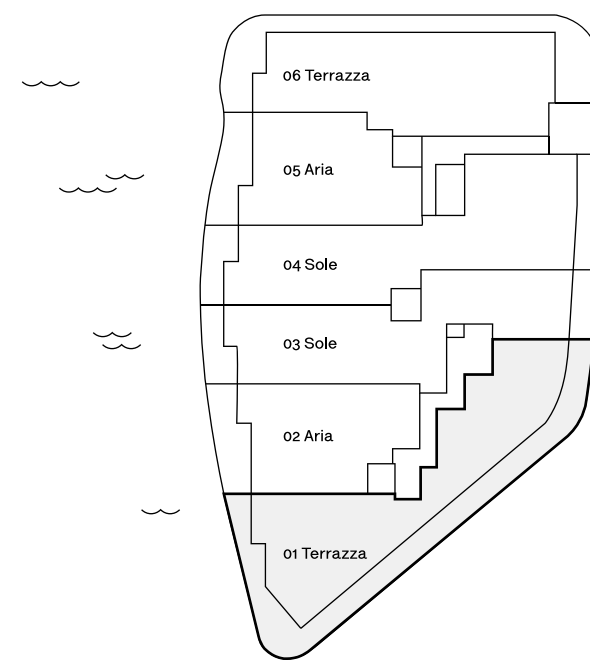 06 Terrazza
05 Aria
04 Sole
03 Sole
02 Aria
01 Terrazza